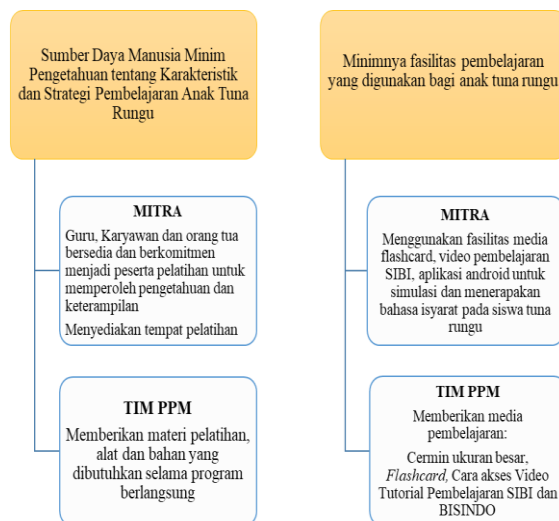 Sumber Daya Manusia Minim
Pengetahuan tentang Karakteristik
dan Strategi Pembelajaran Anak Tuna
Rungu
MITRA
Guru, Karyawan dan orang tua
bersedia dan berkomitmen
menjadi peserta pelatihan untuk
memperoleh pengetahuan dan
keterampilan
Menyediakan tempat pelatihan
TIM PPM
Memberikan materi pelatihan,
alat dan bahan yang
dibutuhkan selama program
berlangsung
Minimnya fasilitas pembelajaran
yang digunakan bagi anak tuna rungu
MITRA
Menggunakan fasilitas media
flashcard, video pembelajaran
SIBI, aplikasi android untuk
simulasi dan menerapakan
bahasa isyarat pada siswa tuna
rungu
TIM PPM
Memberikan media
pembelajaran:
Cermin ukuran besar,
Flashcard, Cara akses Video
Tutorial Pembelajaran SIBI dan
BISINDO